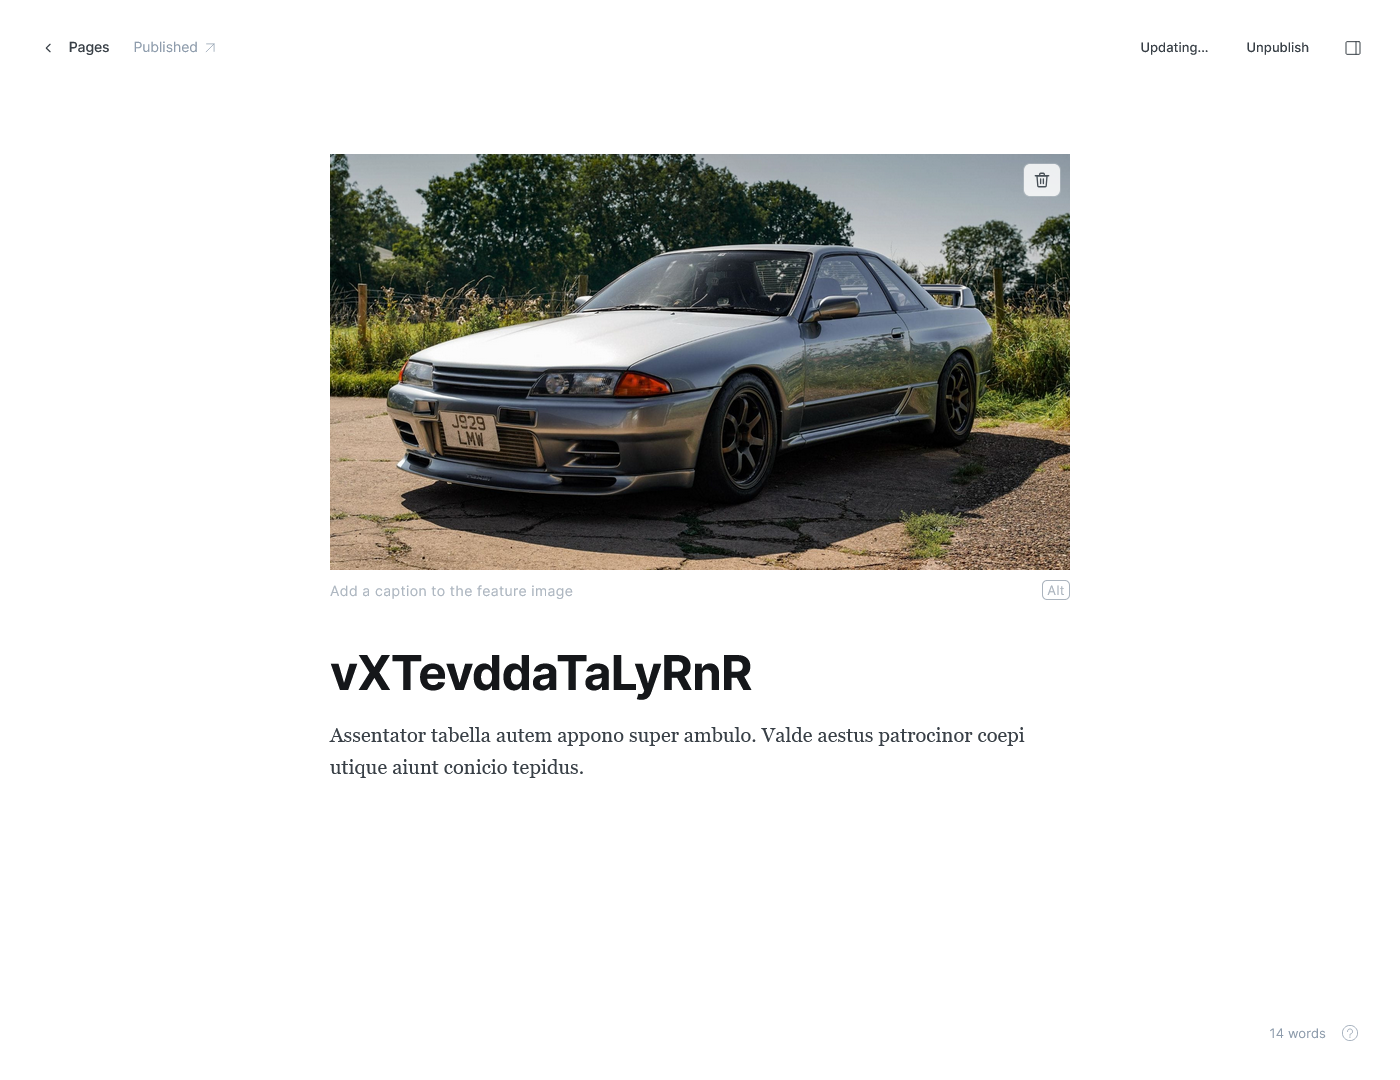 Pages
Published
Updating...
Unpublish
J929
LMW
Add a caption to the feature image
Alt
vXTevddaTaLyRnR
Assentator tabella autem appono super ambulo. Valde aestus patrocinor coepi
utique aiunt conicio tepidus.
14 words